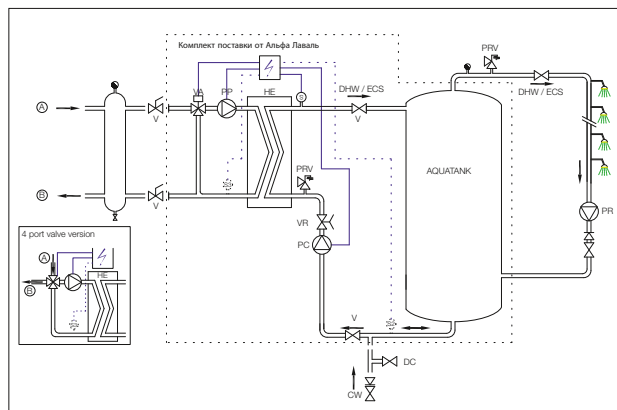 Комплект поставки от Альфа Лаваль
PRV
DHW / ECS
A
V
VA
PP
HE
S
DHW / ECS
V
AQUATANK
B
V
PRV
VR
PC
PR
4 port valve version
A
HE
B
V
DC
CW